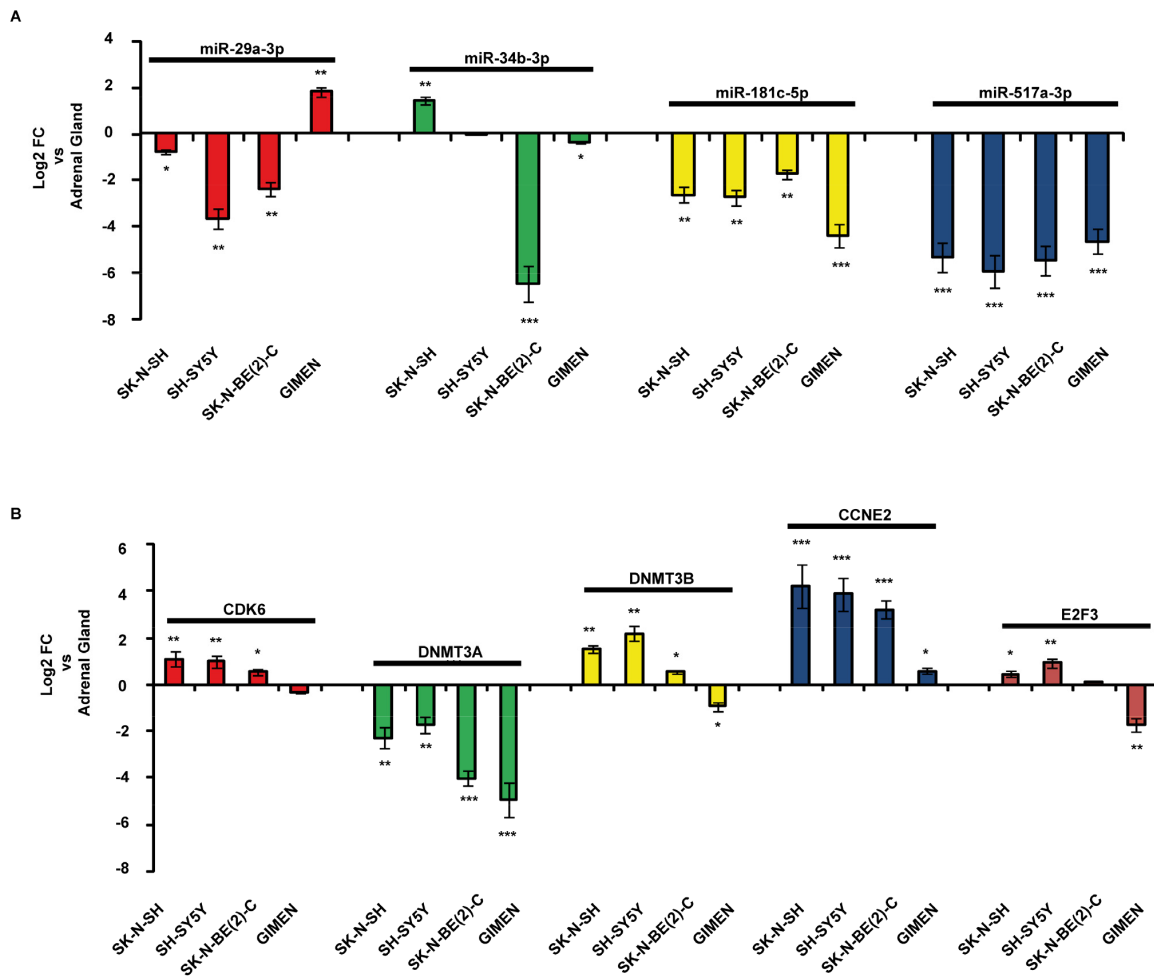 A
4
2
0
-2
-4
-6
-8
Log2 FC
vs
Adrenal Gland
miR-29a-3p
miR-34b-3p
miR-181c-5p
miR-517a-3p
* ** ** **
** *** *
** ** ** ***
*** *** *** ***
SK-N-SH
SH-SY5Y
SK-N-BE(2)-C
GIMEN
SK-N-SH
SH-SY5Y
SK-N-BE(2)-C
GIMEN
SK-N-SH
SH-SY5Y
SK-N-BE(2)-C
GIMEN
SK-N-SH
SH-SY5Y
SK-N-BE(2)-C
GIMEN
B
6
4
2
0
-2
-4
-6
-8
Log2 FC
vs
Adrenal Gland
CDK6
DNMT3A
DNMT3B
CCNE2
E2F3
** ** *
** ** *** ***
** ** * *
*** *** *** *
* ** **
SK-N-SH
SH-SY5Y
SK-N-BE(2)-C
GIMEN
SK-N-SH
SH-SY5Y
SK-N-BE(2)-C
GIMEN
SK-N-SH
SH-SY5Y
SK-N-BE(2)-C
GIMEN
SK-N-SH
SH-SY5Y
SK-N-BE(2)-C
GIMEN
SK-N-SH
SH-SY5Y
SK-N-BE(2)-C
GIMEN